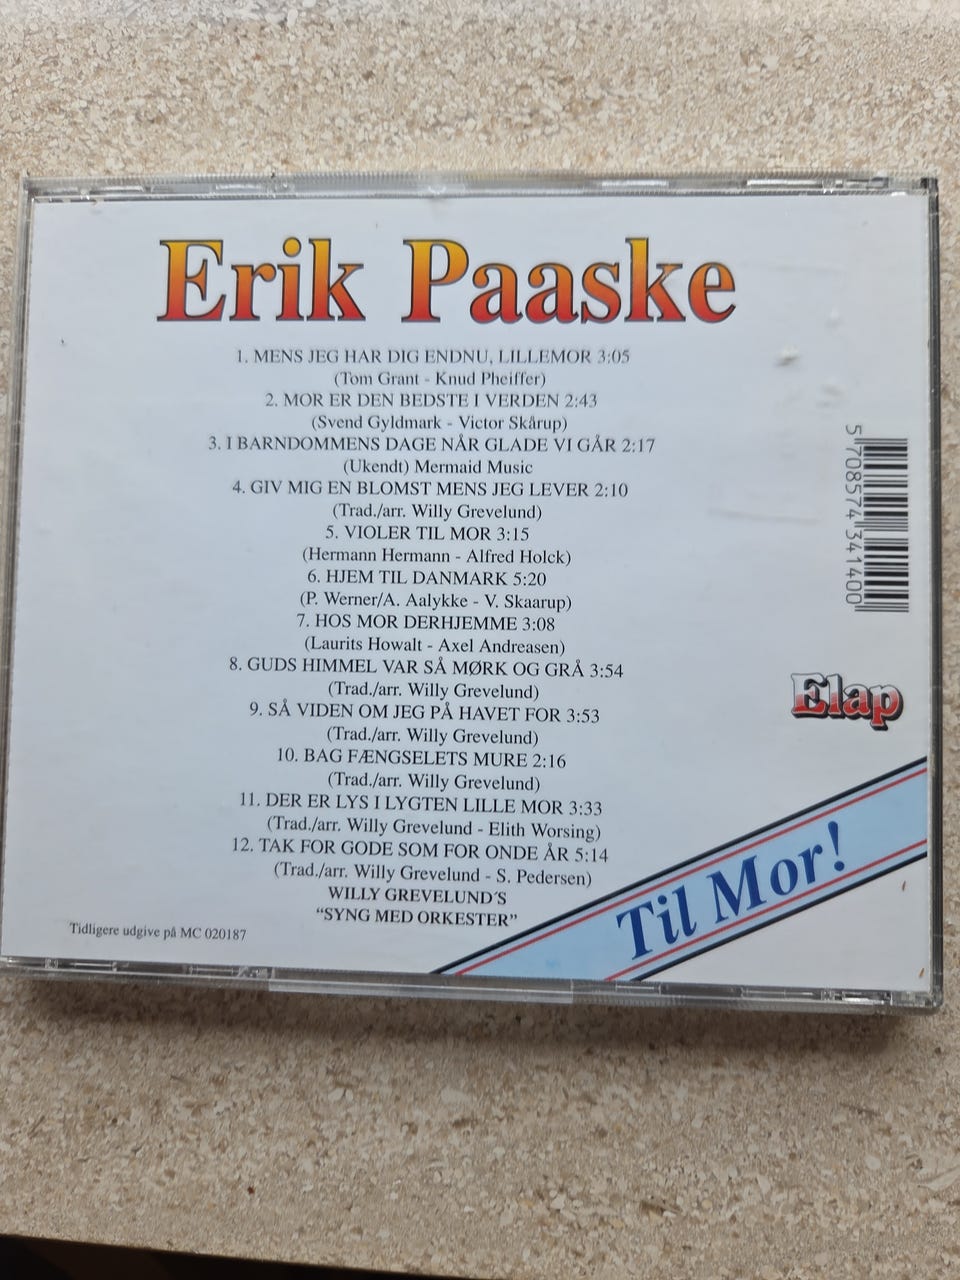 Erik Paaske
1. MENS JEG HAR DIG ENDNU, LILLEMOR 3:05
(Tom Grant - Knud Pheiffer)
2. MOR ER DEN BEDSTE I VERDEN 2:43
(Svend Gyldmark - Victor Skårup)
3. I BARNDOMMENS DAGE NÅR GLADE VI GÅR 2:17
(Ukendt) Mermaid Music
4. GIV MIG EN BLOMST MENS JEG LEVER 2:10
(Trad./arr. Willy Grevelund)
5. VIOLER TIL MOR 3:15
(Hermann Hermann - Alfred Holck)
6. HJEM TIL DANMARK 5:20
(P. Werner/A. Aalykke - V. Skaarup)
7. HOS MOR DERHJEMME 3:08
(Laurits Howalt - Axel Andreasen)
8. GUDS HIMMEL VAR SÅ MØRK OG GRÅ 3:54
(Trad./arr. Willy Grevelund)
9. SÅ VIDEN OM JEG PÅ HAVET FOR 3:53
(Trad./arr. Willy Grevelund)
10. BAG FÆNGSELETS MURE 2:16
(Trad./arr. Willy Grevelund)
11. DER ER LYS I LYGTEN LILLE MOR 3:33
(Trad./arr. Willy Grevelund - Elith Worsing)
12. TAK FOR GODE SOM FOR ONDE ÅR 5:14
(Trad./arr. Willy Grevelund - S. Pedersen)
WILLY GREVELUND´S
“SYNG MED ORKESTER”
Tidligere udgive på MC 020187
5 708574 341400
Elap
Til Mor!